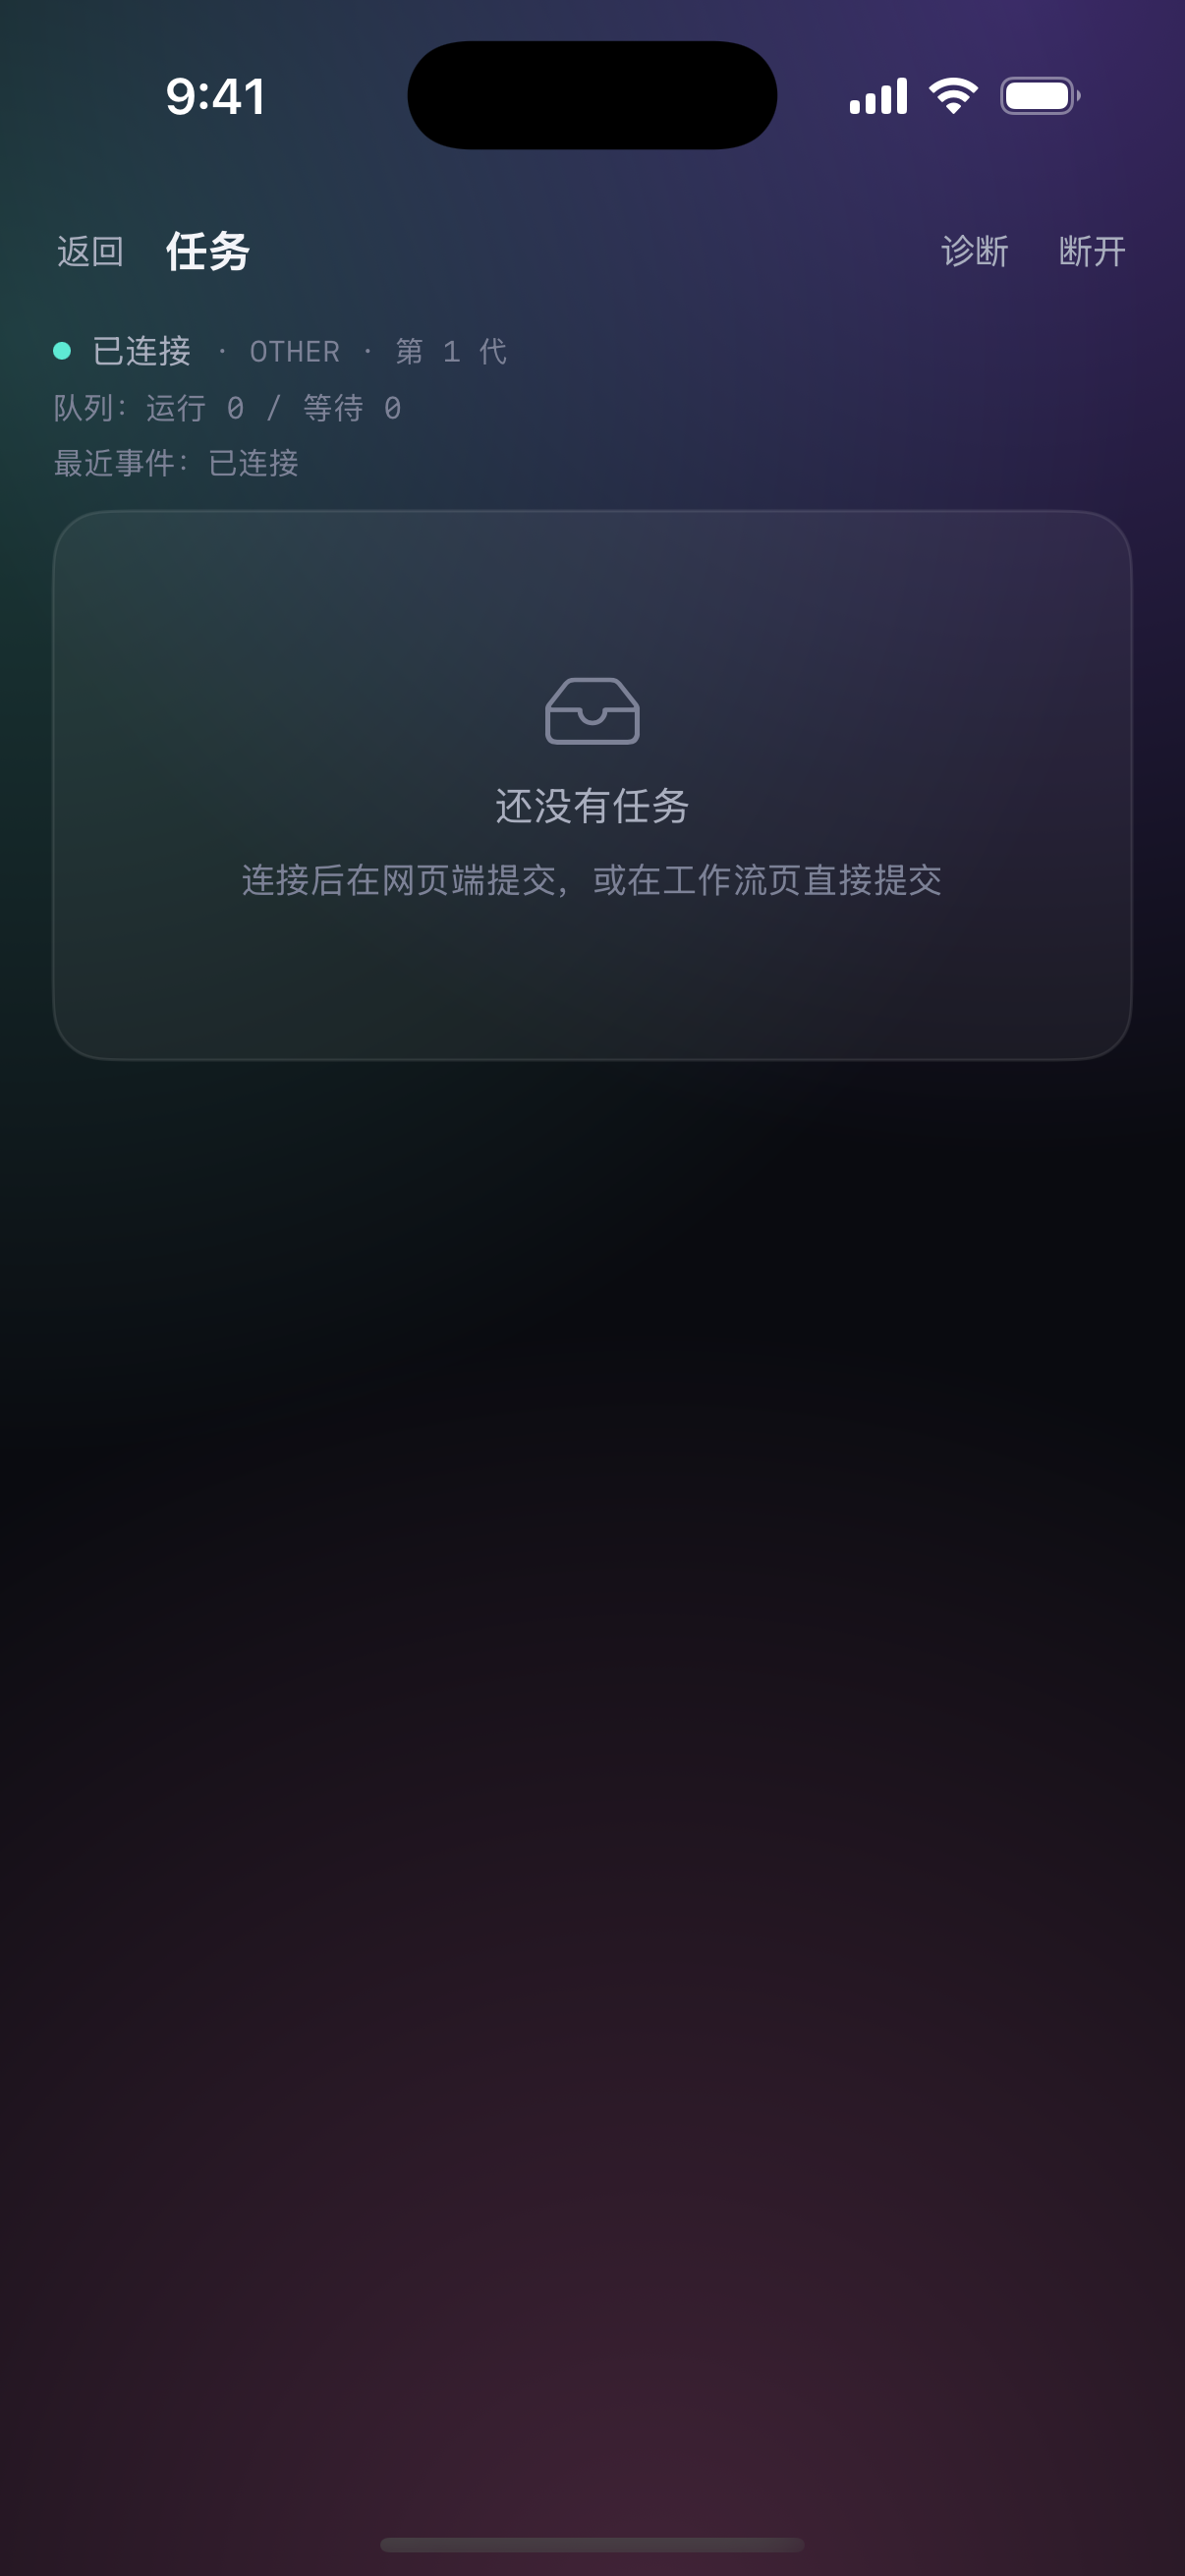 9:41
返回 任务 诊断 断开
已连接 · OTHER · 第 1 代
队列：运行 0 / 等待 0
最近事件：已连接
还没有任务
连接后在网页端提交，或在工作流页直接提交